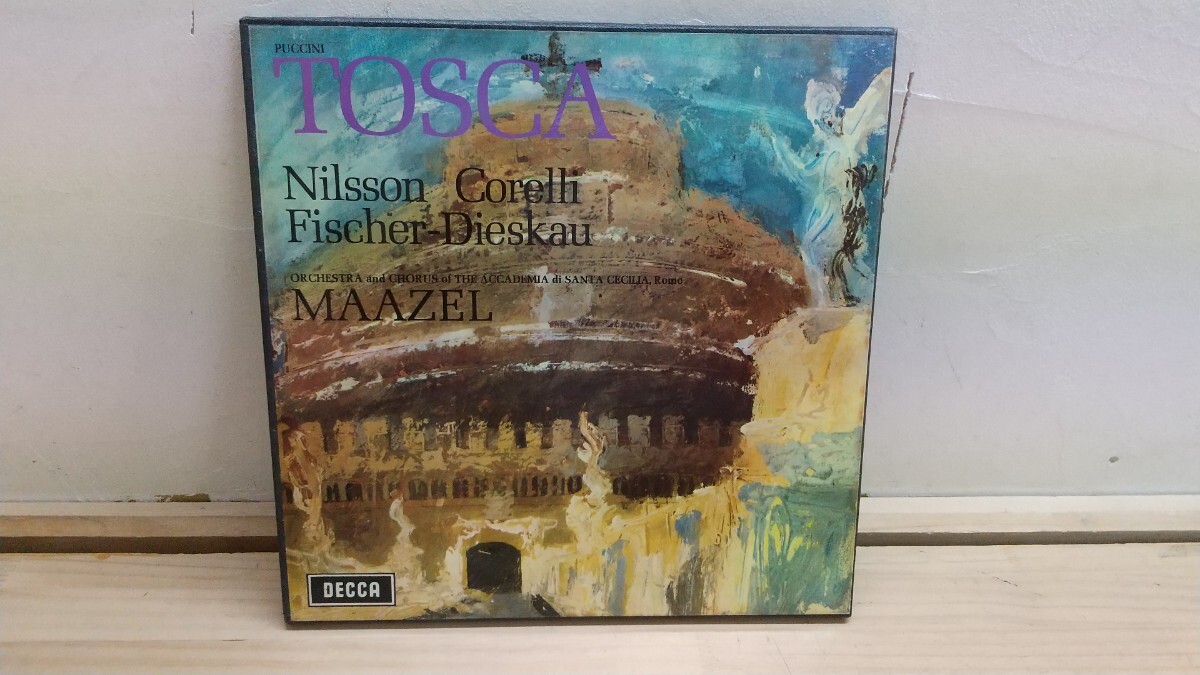 PUCCINI
TOSCA
Nilsson Corelli
Fischer-Dieskau
ORCHESTRA and CHORUS of THE ACCADEMIA di SANTA CECILIA, Rome
MAAZEL
DECCA